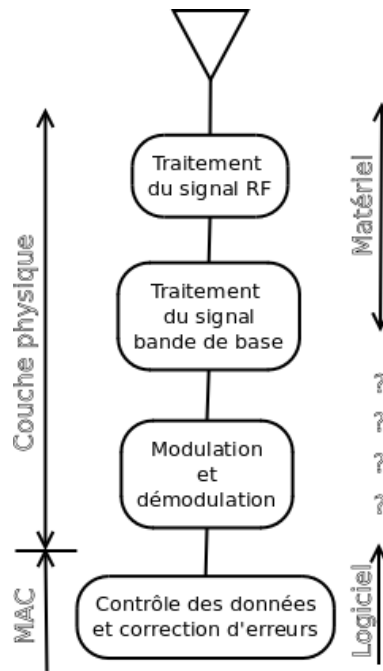 Traitement
du signal RF
Matériel
Traitement
du signal
bande de base
Couche physique
Modulation
et
démodulation
MAC
Contrôle des données
et correction d'erreurs
Logiciel